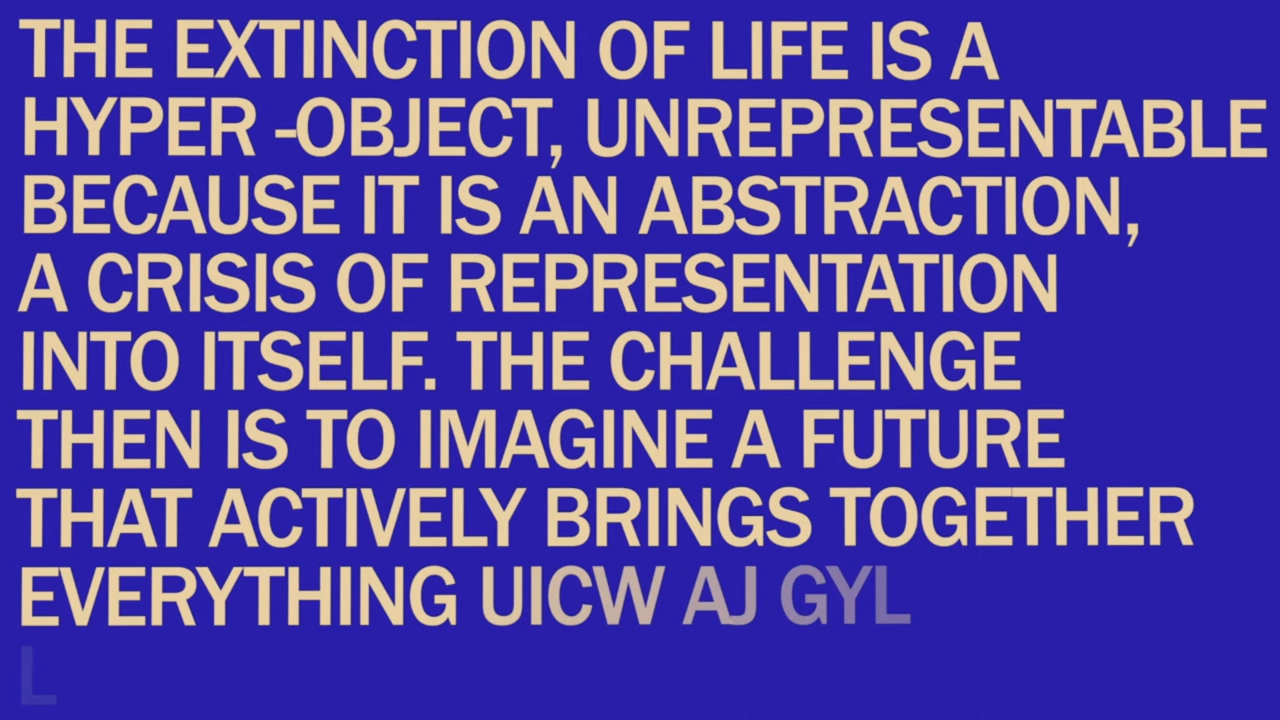 THE EXTINCTION OF LIFE IS A
HYPER -OBJECT, UNREPRESENTABLE
BECAUSE IT IS AN ABSTRACTION,
A CRISIS OF REPRESENTATION
INTO ITSELF. THE CHALLENGE
THEN IS TO IMAGINE A FUTURE
THAT ACTIVELY BRINGS TOGETHER
EVERYTHING UICW AJ GYL
L